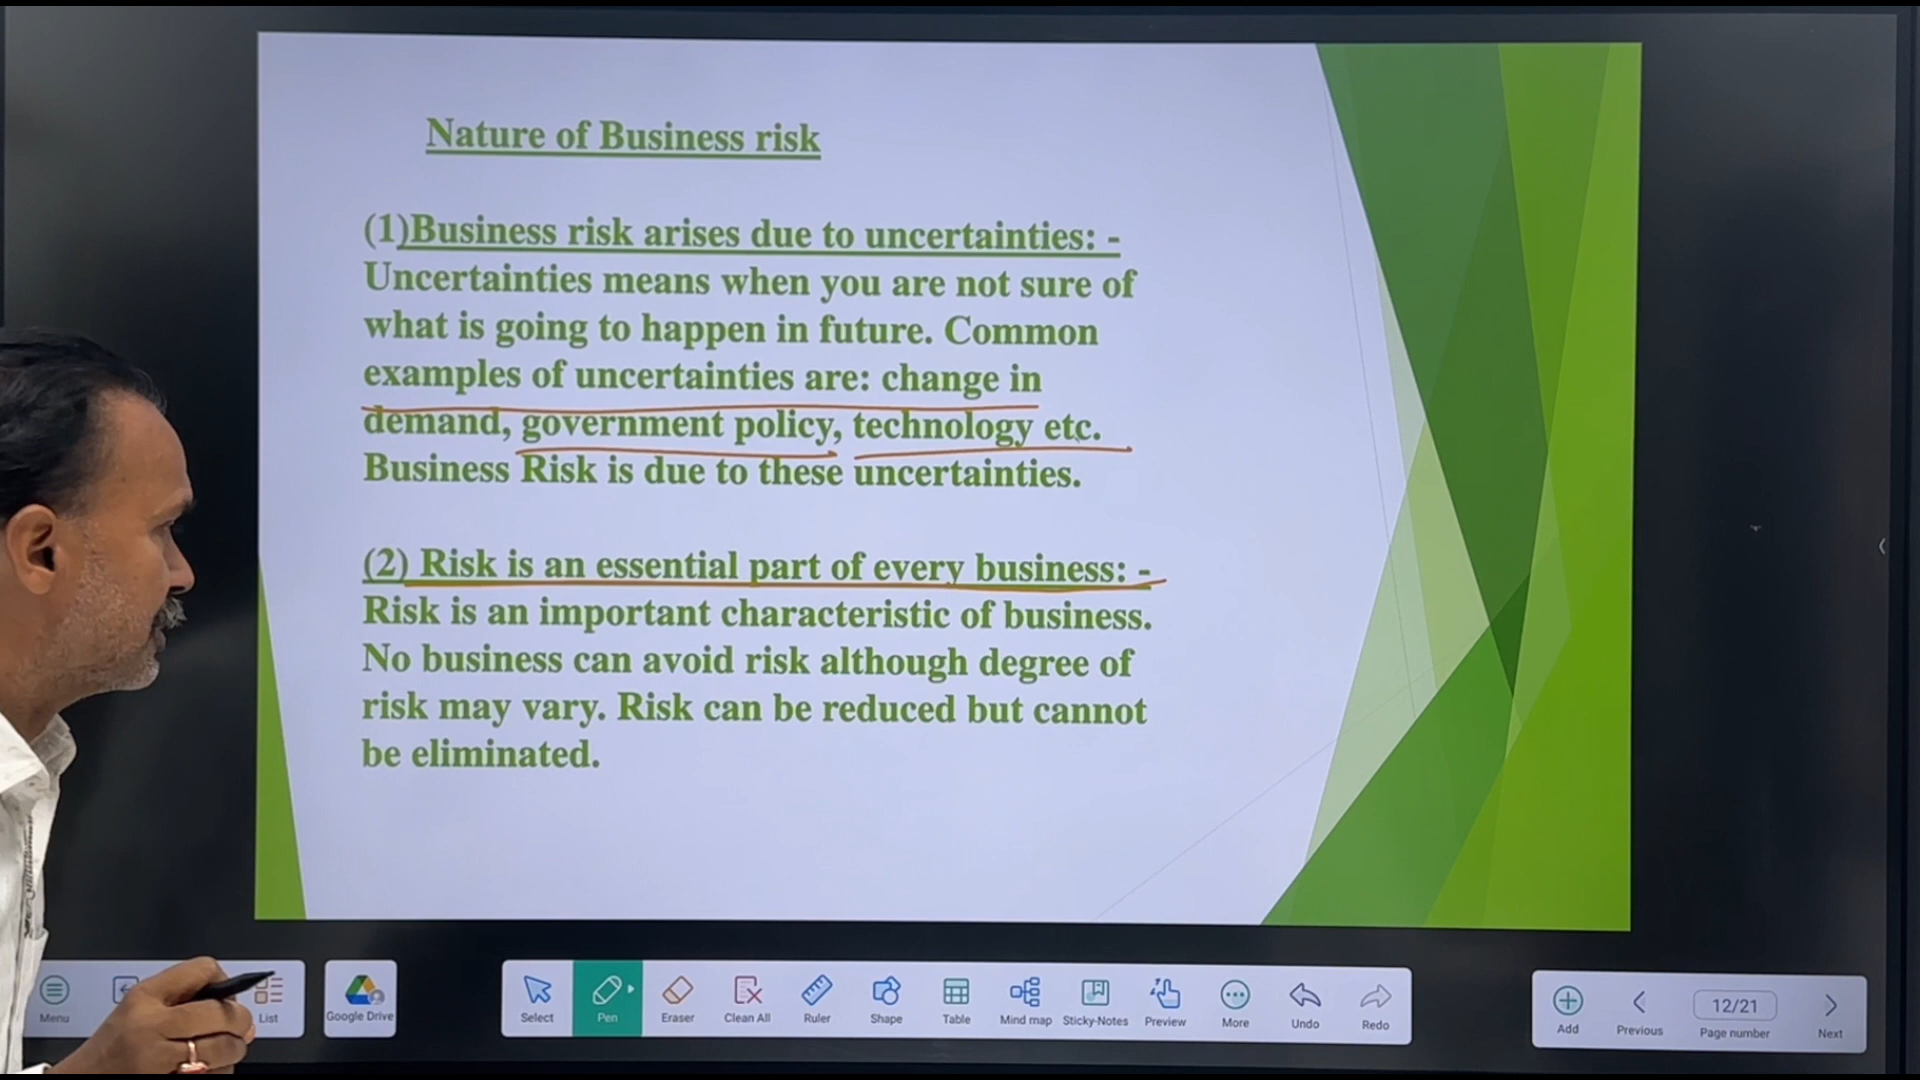 Nature of Business risk
(1)Business risk arises due to uncertainties: -
Uncertainties means when you are not sure of
what is going to happen in future. Common
examples of uncertainties are: change in
demand, government policy, technology etc.
Business Risk is due to these uncertainties.
(2) Risk is an essential part of every business: -
Risk is an important characteristic of business.
No business can avoid risk although degree of
risk may vary. Risk can be reduced but cannot
be eliminated.
Menu
List
Google Drive
Select
Pen
Eraser
Clean All
Ruler
Shape
Table
Mind map
Sticky-Notes
Preview
More
Undo
Redo
Add
Previous
12/21
Page number
Next